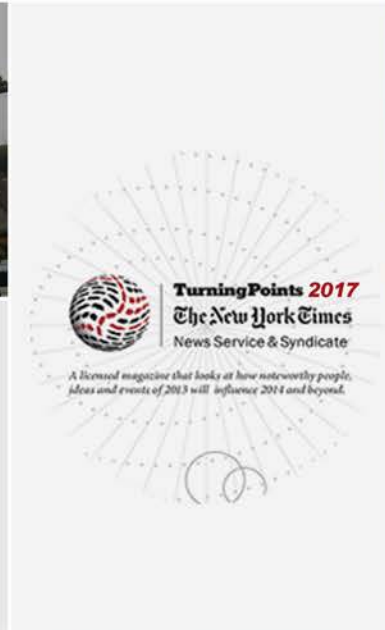 TurningPoints 2017
The New York Times
News Service & Syndicate
A licensed magazine that looks at how noteworthy people,
ideas and events of 2013 will influence 2014 and beyond.